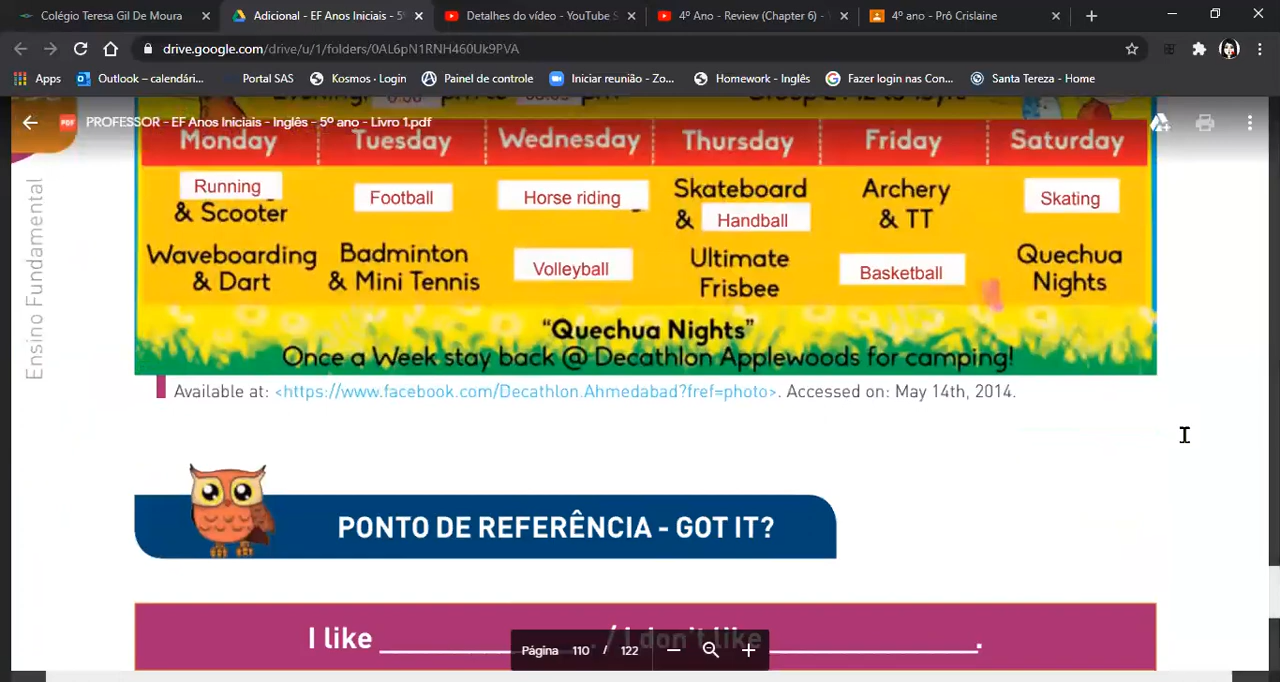 Colégio Teresa Gil De Moura
Adicional - EF Anos Iniciais - 5º
Detalhes do vídeo - YouTube S
4º Ano - Review (Chapter 6) -
4º ano - Prô Crislaine
drive.google.com/drive/u/1/folders/0AL6pN1RNH460Uk9PVA
Apps
Outlook – calendári...
Portal SAS
Kosmos · Login
Painel de controle
Iniciar reunião - Zo...
Homework - Inglês
Fazer login nas Con...
Santa Tereza - Home
PROFESSOR - EF Anos Iniciais - Inglês - 5º ano - Livro 1.pdf
Monday Tuesday Wednesday Thursday Friday Saturday
Running
& Scooter
Football
Horse riding
Skateboard
& Handball
Archery
& TT
Skating
Waveboarding
& Dart
Badminton
& Mini Tennis
Volleyball
Ultimate
Frisbee
Basketball
Quechua
Nights
“Quechua Nights”
Once a Week stay back @ Decathlon Applewoods for camping!
Available at: <https://www.facebook.com/Decathlon.Ahmedabad?fref=photo>. Accessed on: May 14th, 2014.
Ensino Fundamental
PONTO DE REFERÊNCIA - GOT IT?
I like ______________ . / I don't like ______________.
Página 110 / 122